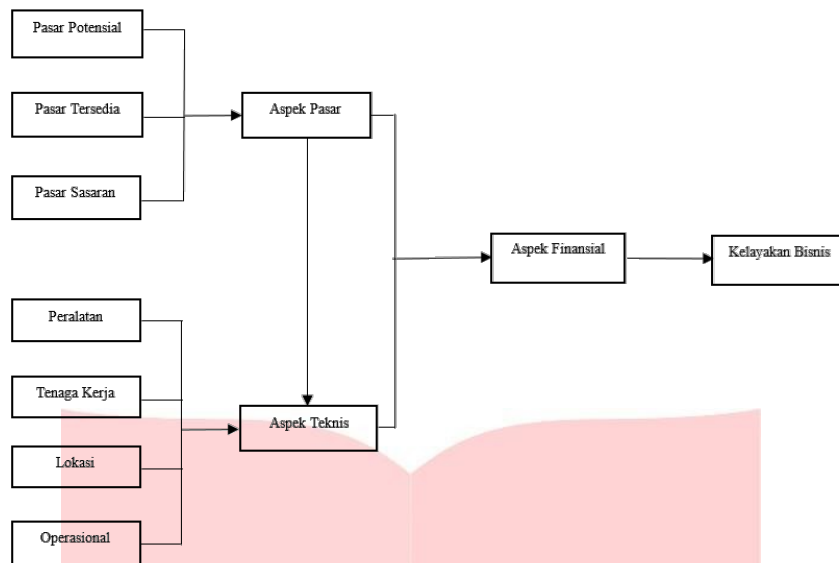 Pasar Potensial
Pasar Tersedia
Aspek Pasar
Pasar Sasaran
Aspek Finansial
Kelayakan Bisnis
Peralatan
Tenaga Kerja
Aspek Teknis
Lokasi
Operasional